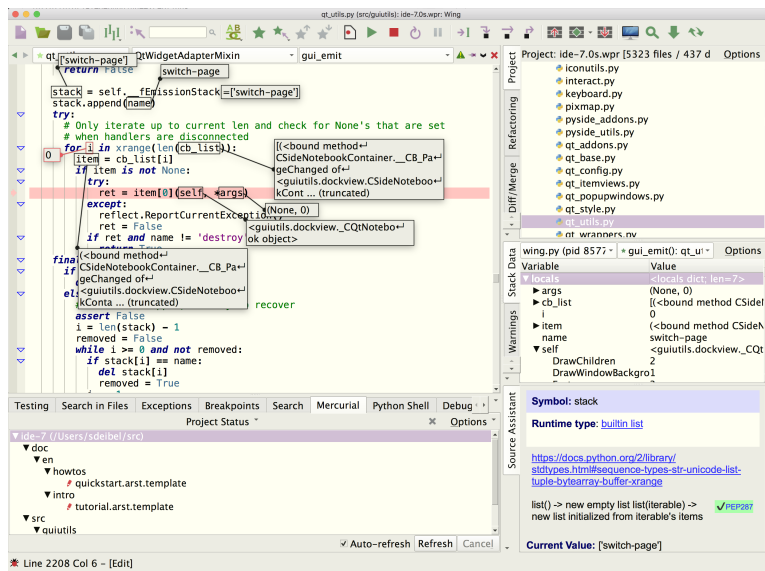 qt_utils.py (src/guiutils): ide-7.0s.wpr: Wing
['switch-page']
QtWidgetAdapterMixin
gui_emit
return False
switch-page
stack = self.__fEmissionStack
=['switch-page']
stack.append(name)
try:
# Only iterate up to current len and check for None's that are set
# when handlers are disconnected
for i in xrange(len(cb_list)):
0
item = cb_list[i]
if item is not None:
try:
ret = item[0](self, *args)
except:
reflect.ReportCurrentException()
ret = False
if ret and name != 'destroy
return True
[(<bound method↵
CSideNotebookContainer.__CB_Pa↵
geChanged of↵
<guiutils.dockview.CSideNoteboo↵
kCont ... (truncated)
(None, 0)
<guiutils.dockview._CQtNotebo↵
ok object>
(<bound method↵
CSideNotebookContainer.__CB_Pa↵
geChanged of↵
<guiutils.dockview.CSideNoteboo↵
kConta ... (truncated)
fina
if
els
to recover
assert False
i = len(stack) - 1
removed = False
while i >= 0 and not removed:
if stack[i] == name:
del stack[i]
removed = True
Testing Search in Files Exceptions Breakpoints Search Mercurial Python Shell Debug
Project Status
Options
ide-7 (/Users/sdeibel/src)
doc
en
howtos
quickstart.arst.template
intro
tutorial.arst.template
src
guiutils
Auto-refresh Refresh Cancel
Line 2208 Col 6 - [Edit]
Project
Refactoring
Diff/Merge
Project: ide-7.0s.wpr [5323 files / 437 d Options
iconutils.py
interact.py
keyboard.py
pixmap.py
pyside_addons.py
pyside_utils.py
qt_addons.py
qt_base.py
qt_config.py
qt_itemviews.py
qt_popupwindows.py
qt_style.py
qt_utils.py
qt_wrappers.py
Stack Data
Warnings
wing.py (pid 8577 gui_emit(): qt_u Options
Variable Value
locals <locals dict; len=7>
args (None, 0)
cb_list [(<bound method CSideI
i 0
item (<bound method CSideN
name switch-page
self <guiutils.dockview._CQt
DrawChildren 2
DrawWindowBackgro 1
Source Assistant
Symbol: stack
Runtime type: builtin list
https://docs.python.org/2/library/
stdtypes.html#sequence-types-str-unicode-list-
tuple-bytearray-buffer-xrange
list() -> new empty list list(iterable) ->
new list initialized from iterable's items
✓PEP287
Current Value: ['switch-page']